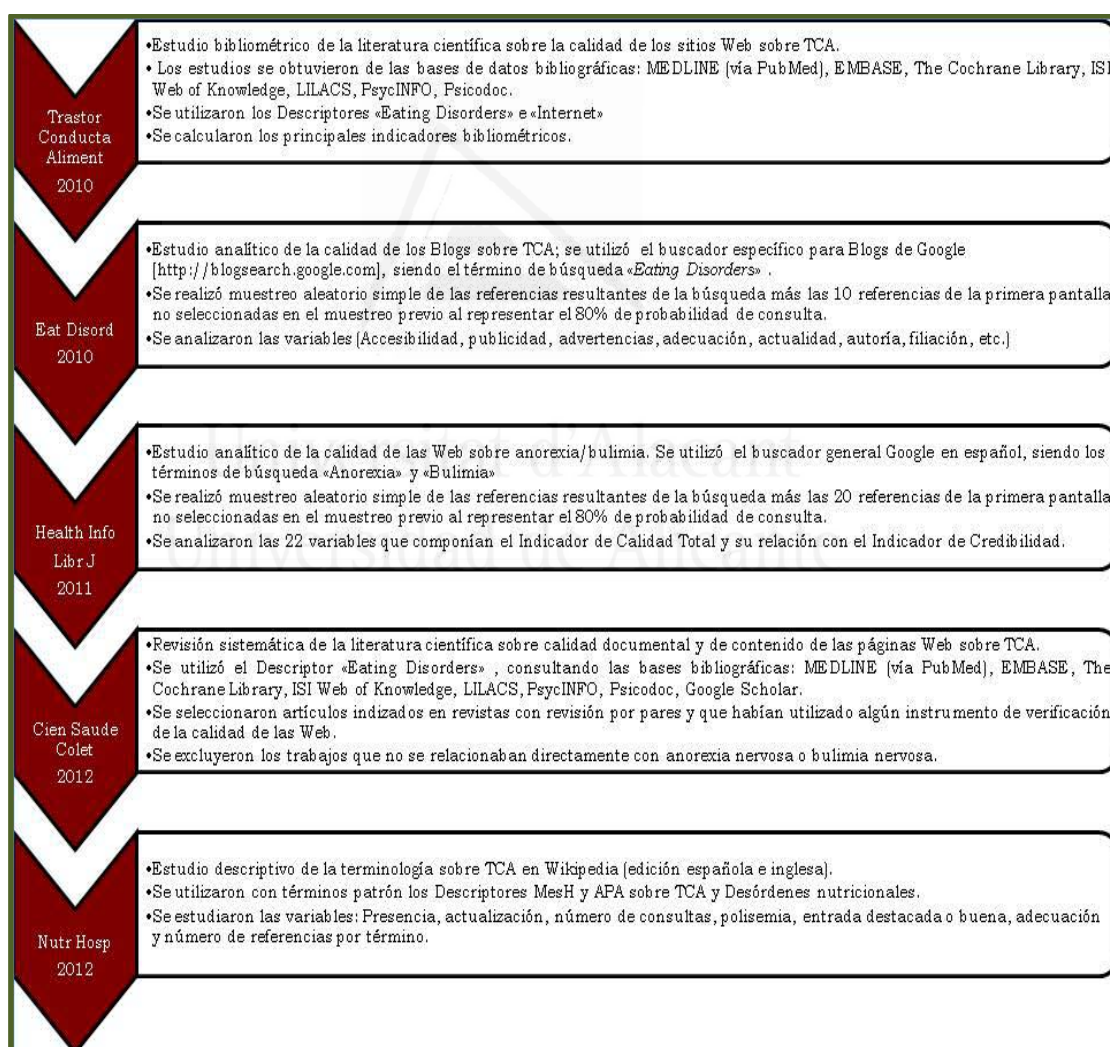 •Estudio bibliométrico de la literatura científica sobre la calidad de los sitios Web sobre TCA.
• Los estudios se obtuvieron de las bases de datos bibliográficas: MEDLINE (vía PubMed), EMBASE, The Cochrane Library, ISI
Web of Knowledge, LILACS, PsycINFO, Psicodoc.
•Se utilizaron los Descriptores «Eating Disorders» e «Internet»
•Se calcularon los principales indicadores bibliométricos.
Trastor
Conducta
Aliment
2010
•Estudio analítico de la calidad de los Blogs sobre TCA; se utilizó el buscador específico para Blogs de Google
[http://blogsearch.google.com], siendo el término de búsqueda «Eating Disorders» .
•Se realizó muestreo aleatorio simple de las referencias resultantes de la búsqueda más las 10 referencias de la primera pantalla
no seleccionadas en el muestreo previo al representar el 80% de probabilidad de consulta.
•Se analizaron las variables (Accesibilidad, publicidad, advertencias, adecuación, actualidad, autoría, filiación, etc.)
Eat Disord
2010
•Estudio analítico de la calidad de las Web sobre anorexia/bulimia. Se utilizó el buscador general Google en español, siendo los
términos de búsqueda «Anorexia» y «Bulimia»
•Se realizó muestreo aleatorio simple de las referencias resultantes de la búsqueda más las 20 referencias de la primera pantalla
no seleccionadas en el muestreo previo al representar el 80% de probabilidad de consulta.
•Se analizaron las 22 variables que componían el Indicador de Calidad Total y su relación con el Indicador de Credibilidad.
Health Info
Libr J
2011
Universitat d'Alacant
Universidad de Alicante
•Revisión sistemática de la literatura científica sobre calidad documental y de contenido de las páginas Web sobre TCA.
•Se utilizó el Descriptor «Eating Disorders» , consultando las bases bibliográficas: MEDLINE (vía PubMed), EMBASE, The
Cochrane Library, ISI Web of Knowledge, LILACS, PsycINFO, Psicodoc, Google Scholar.
•Se seleccionaron artículos indizados en revistas con revisión por pares y que habían utilizado algún instrumento de verificación
de la calidad de las Web.
•Se excluyeron los trabajos que no se relacionaban directamente con anorexia nervosa o bulimia nervosa.
Cien Saude
Colet
2012
•Estudio descriptivo de la terminología sobre TCA en Wikipedia (edición española e inglesa).
•Se utilizaron con términos patrón los Descriptores MesH y APA sobre TCA y Desórdenes nutricionales.
•Se estudiaron las variables: Presencia, actualización, número de consultas, polisemia, entrada destacada o buena, adecuación
y número de referencias por término.
Nutr Hosp
2012